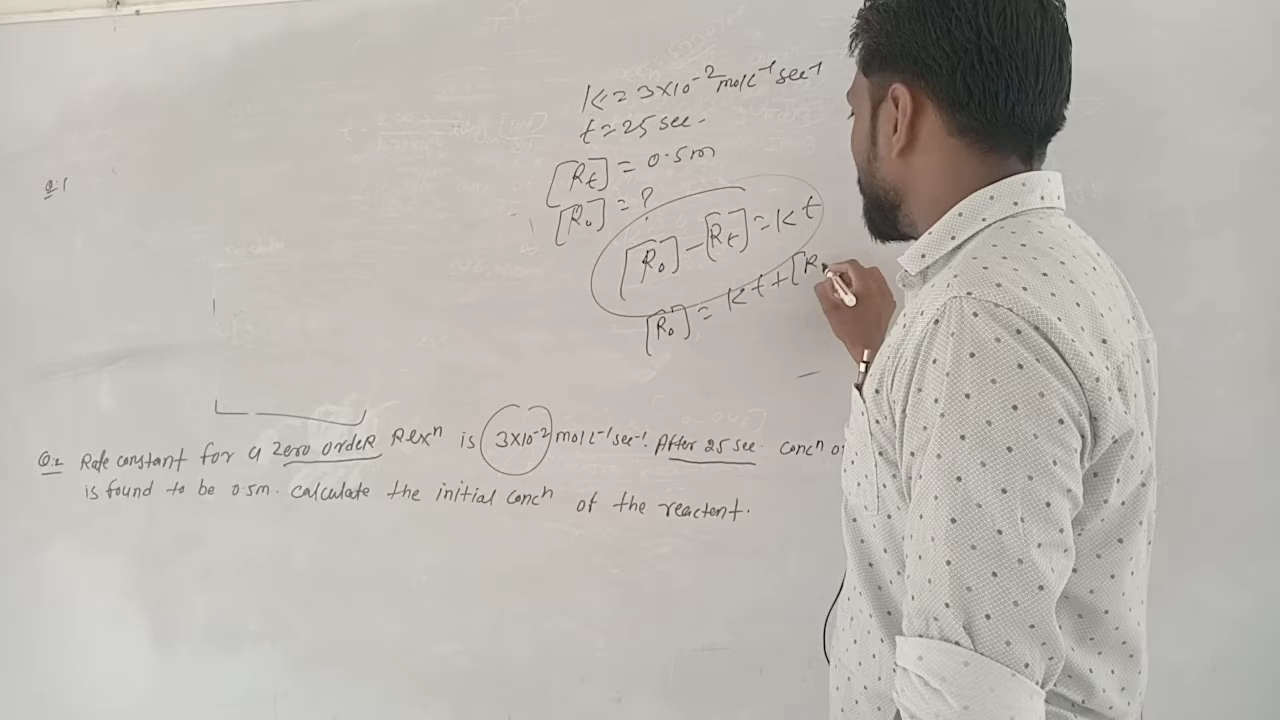 K = 3×10⁻² mol L⁻¹ sec⁻¹
t = 25 sec.
[Rt] = 0.5m
[R₀] = ?
[R₀] - [Rt] = Kt
[R₀] = Kt + [R
Q.1
Q.2 Rate constant for a zero order Rexⁿ is 3×10⁻² mol L⁻¹ sec⁻¹. After 25 sec. concⁿ o
is found to be 0.5m. calculate the initial concⁿ of the reactent.